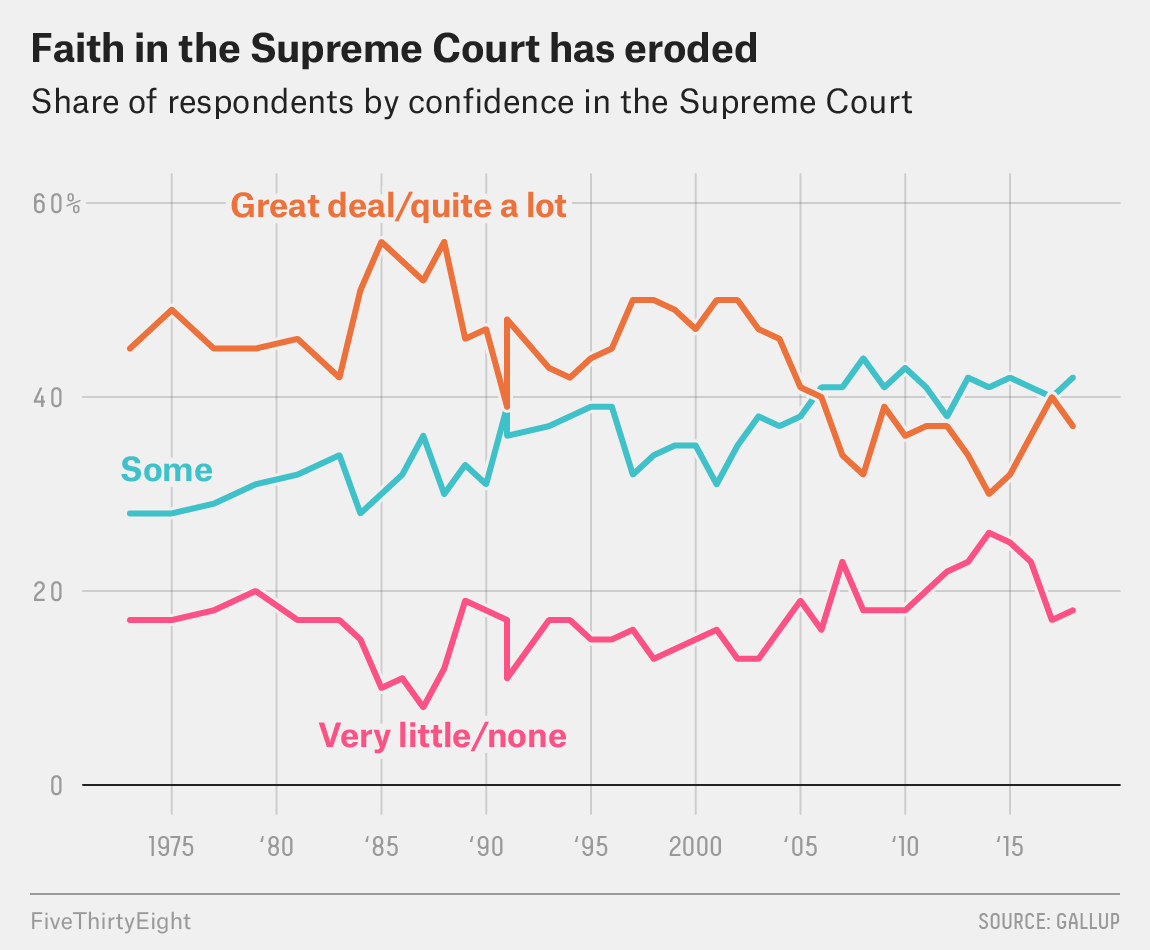 Faith in the Supreme Court has eroded
Share of respondents by confidence in the Supreme Court
60%
Great deal/quite a lot
40
Some
20
Very little/none
0
1975 ‘80 ‘85 ‘90 ‘95 2000 ‘05 ‘10 ‘15
FiveThirtyEight SOURCE: GALLUP